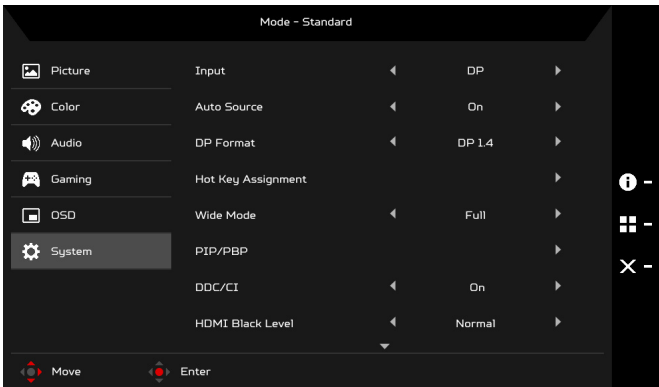 Mode - Standard
Picture
Input DP
Color
Auto Source On
Audio
DP Format DP 1.4
Gaming
Hot Key Assignment
OSD
Wide Mode Full
System
PIP/PBP
DDC/CI On
HDMI Black Level Normal
Move Enter